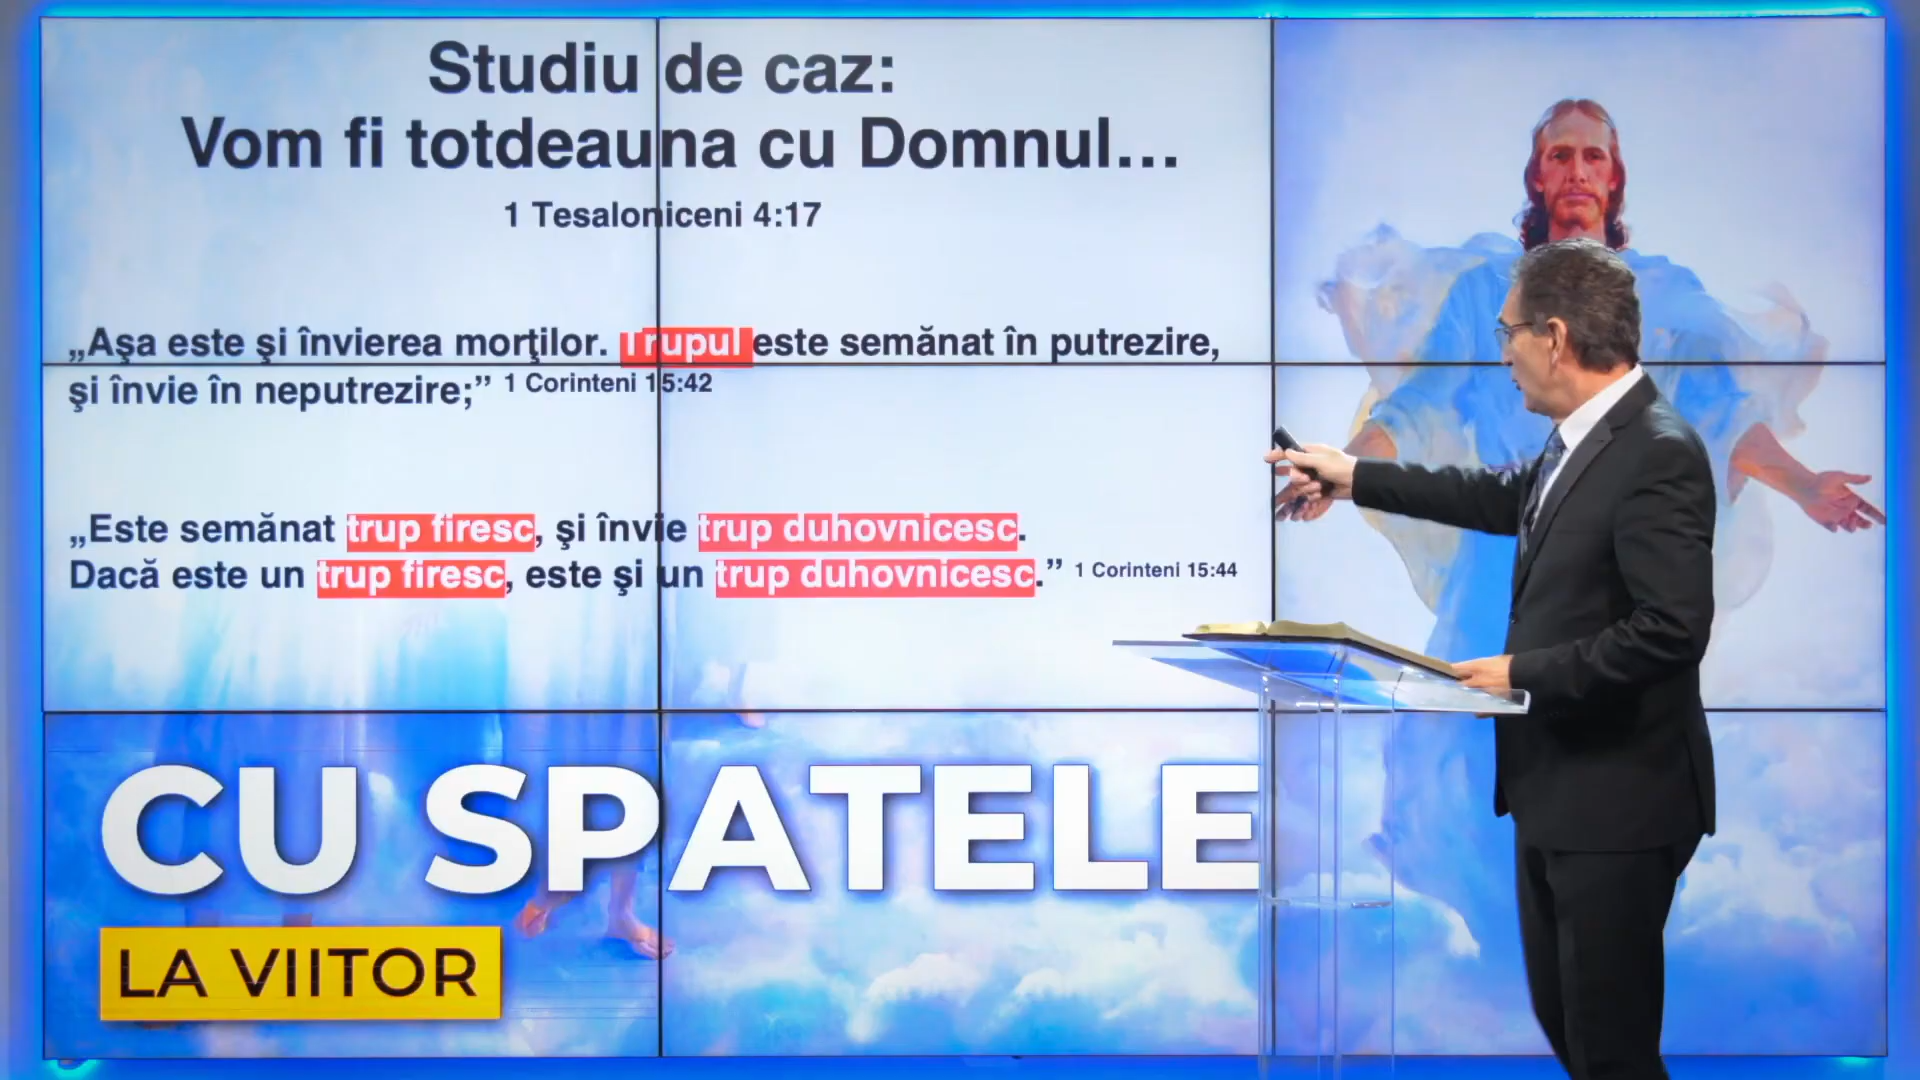 Studiu de caz:
Vom fi totdeauna cu Domnul…
1 Tesaloniceni 4:17
„Aşa este şi învierea morţilor. Trupul este semănat în putrezire,
şi învie în neputrezire;” 1 Corinteni 15:42
„Este semănat trup firesc, şi învie trup duhovnicesc.
Dacă este un trup firesc, este şi un trup duhovnicesc.” 1 Corinteni 15:44
CU SPATELE
LA VIITOR